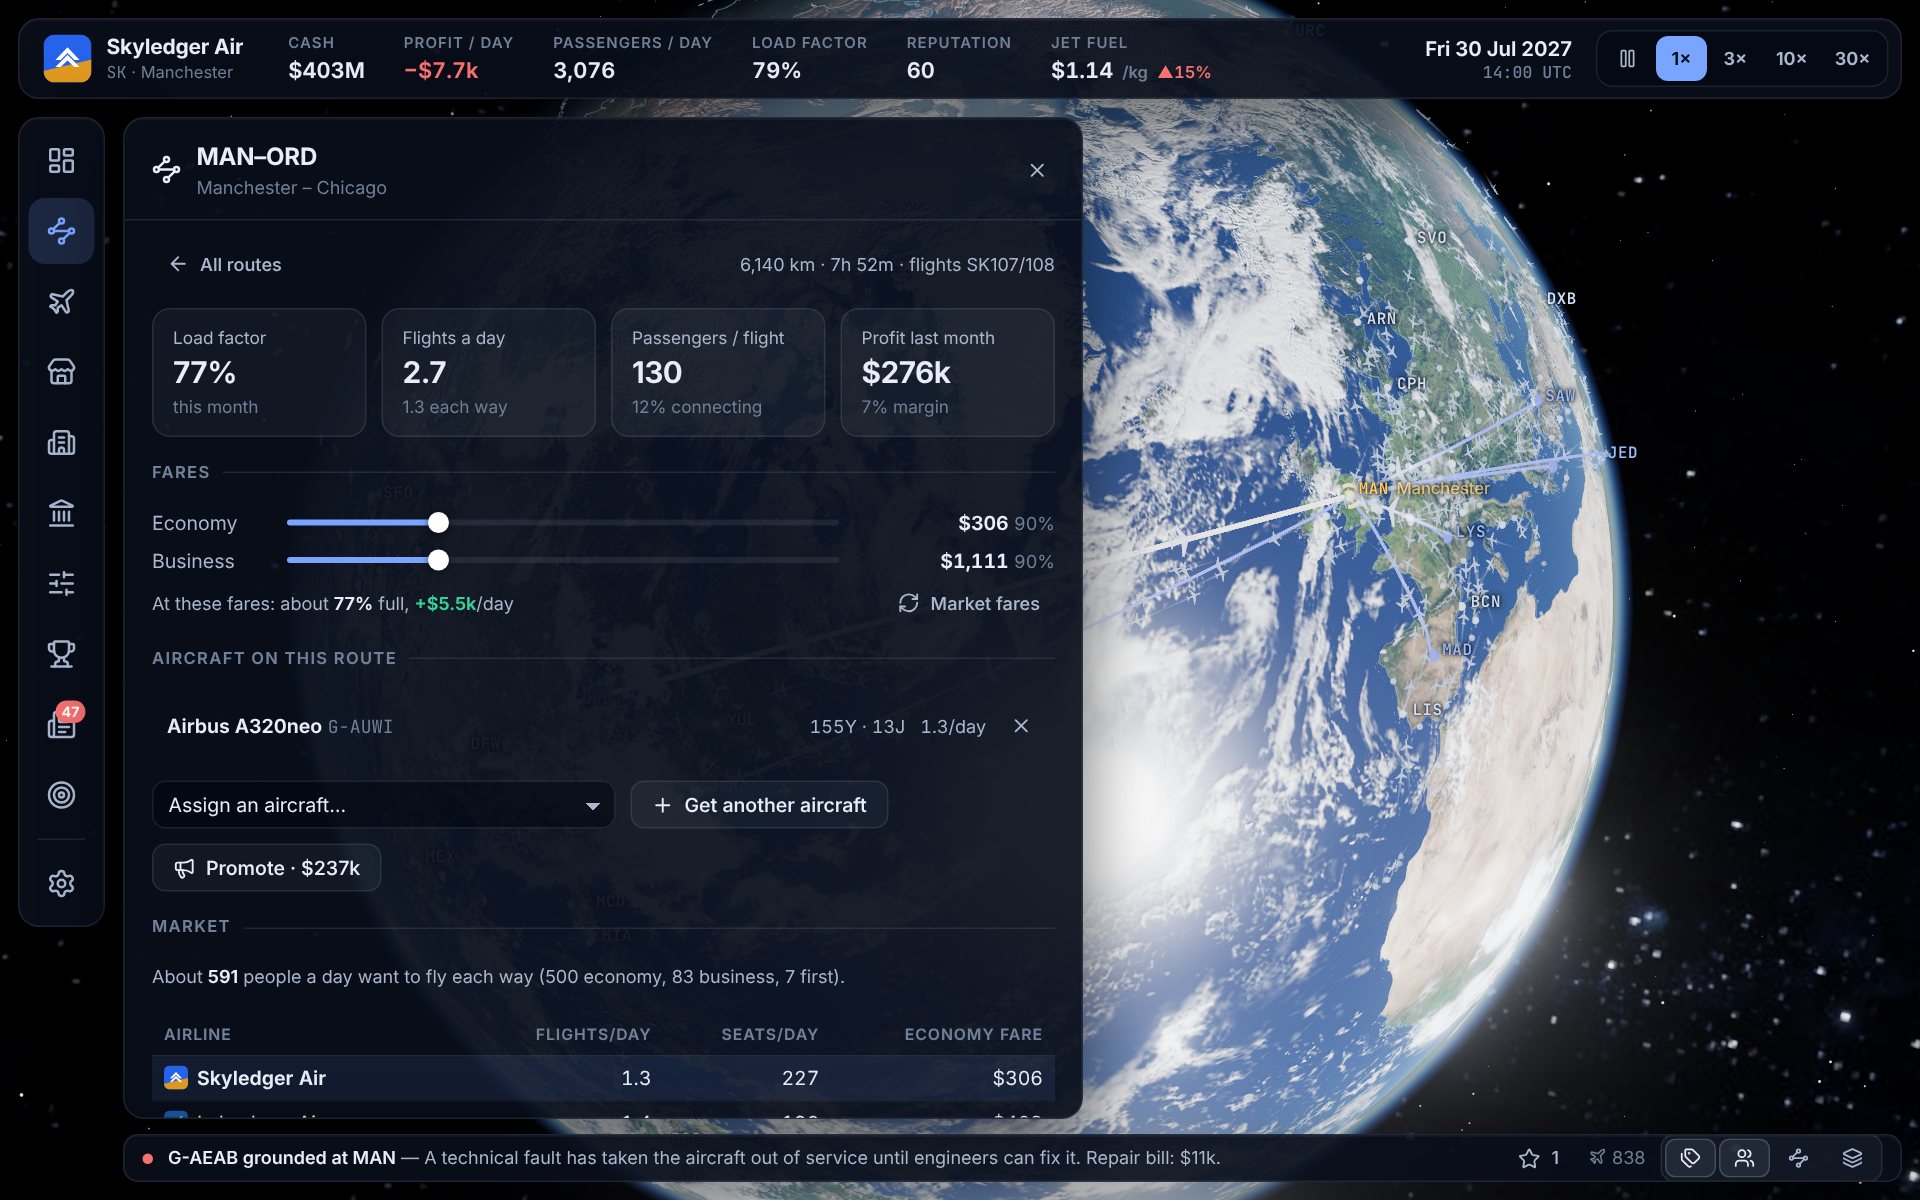 Skyledger Air
SK · Manchester
CASH
$403M
PROFIT / DAY
−$7.7k
PASSENGERS / DAY
3,076
LOAD FACTOR
79%
REPUTATION
60
JET FUEL
$1.14 /kg ▲15%
Fri 30 Jul 2027
14:00 UTC
1×
3×
10×
30×
MAN–ORD
Manchester – Chicago
All routes
6,140 km · 7h 52m · flights SK107/108
Load factor
77%
this month
Flights a day
2.7
1.3 each way
Passengers / flight
130
12% connecting
Profit last month
$276k
7% margin
FARES
Economy
$306 90%
Business
$1,111 90%
At these fares: about 77% full, +$5.5k/day
Market fares
AIRCRAFT ON THIS ROUTE
Airbus A320neo G-AUWI
155Y · 13J 1.3/day
Assign an aircraft...
Get another aircraft
Promote · $237k
MARKET
About 591 people a day want to fly each way (500 economy, 83 business, 7 first).
AIRLINE
FLIGHTS/DAY
SEATS/DAY
ECONOMY FARE
Skyledger Air
1.3
227
$306
47
SVO
DXB
ARN
CPH
SAW
JED
MAN Manchester
LYS
BCN
MAD
LIS
SFO
YUL
DFW
MEX
MCO
MIA
URC
G-AEAB grounded at MAN — A technical fault has taken the aircraft out of service until engineers can fix it. Repair bill: $11k.
1
838